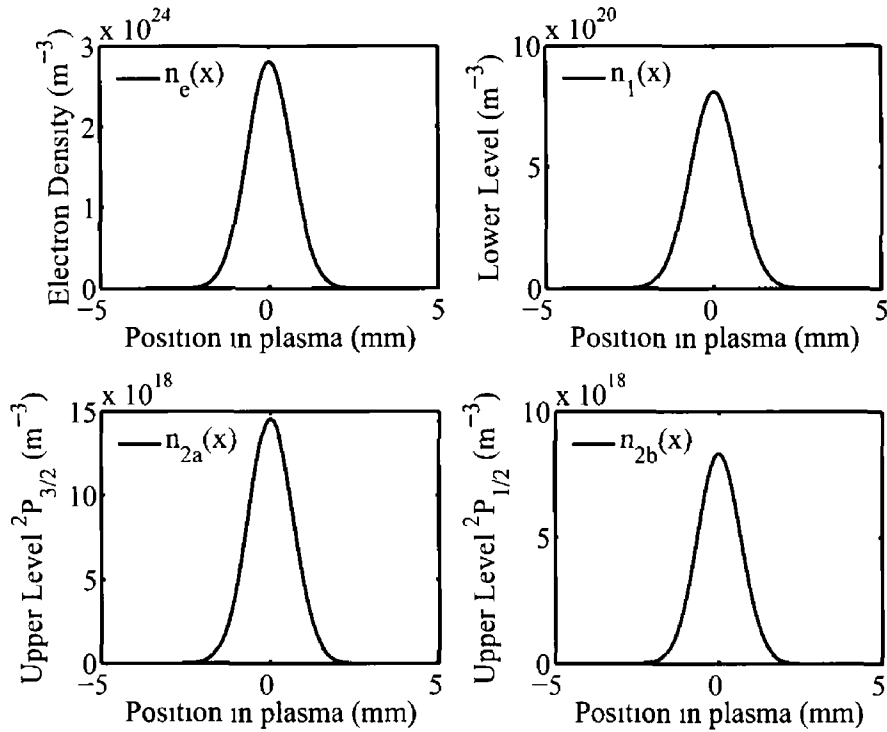 x 10^24
Electron Density (m^−3)
3
2
1
0
n_e(x)
−5
0
5
Position in plasma (mm)
x 10^20
Lower Level (m^−3)
10
5
0
n_1(x)
−5
0
5
Position in plasma (mm)
x 10^18
Upper Level ^2P_3/2 (m^−3)
15
10
5
0
n_2a(x)
−5
0
5
Position in plasma (mm)
x 10^18
Upper Level ^2P_1/2 (m^−3)
10
5
0
n_2b(x)
−5
0
5
Position in plasma (mm)